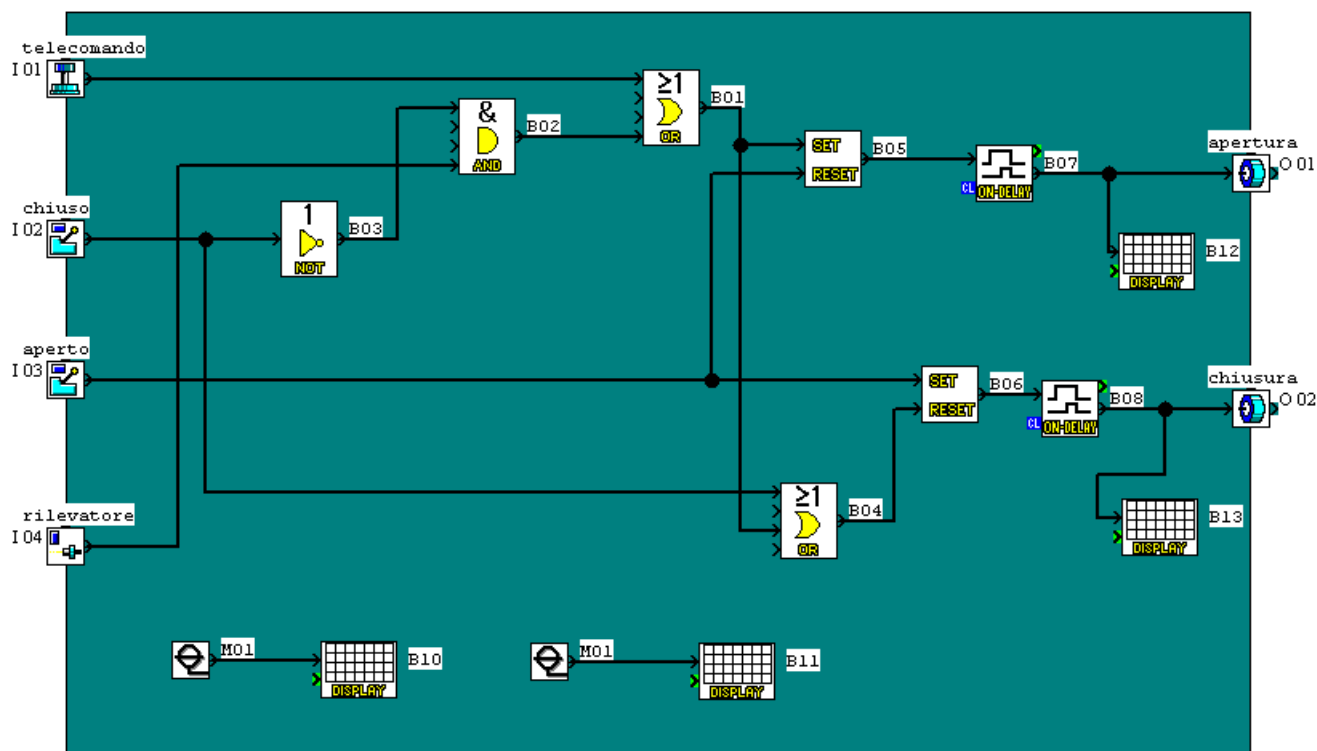 telecomando
I01
≥1
OR
B01
&
AND
B02
SET
RESET
B05
ON-DELAY
CL
B07
apertura
O 01
chiuso
I02
1
NOT
B03
DISPLAY
B12
aperto
I03
SET
RESET
B06
ON-DELAY
CL
B08
chiusura
O 02
≥1
OR
B04
DISPLAY
B13
rilevatore
I04
M01
DISPLAY
B10
M01
DISPLAY
B11